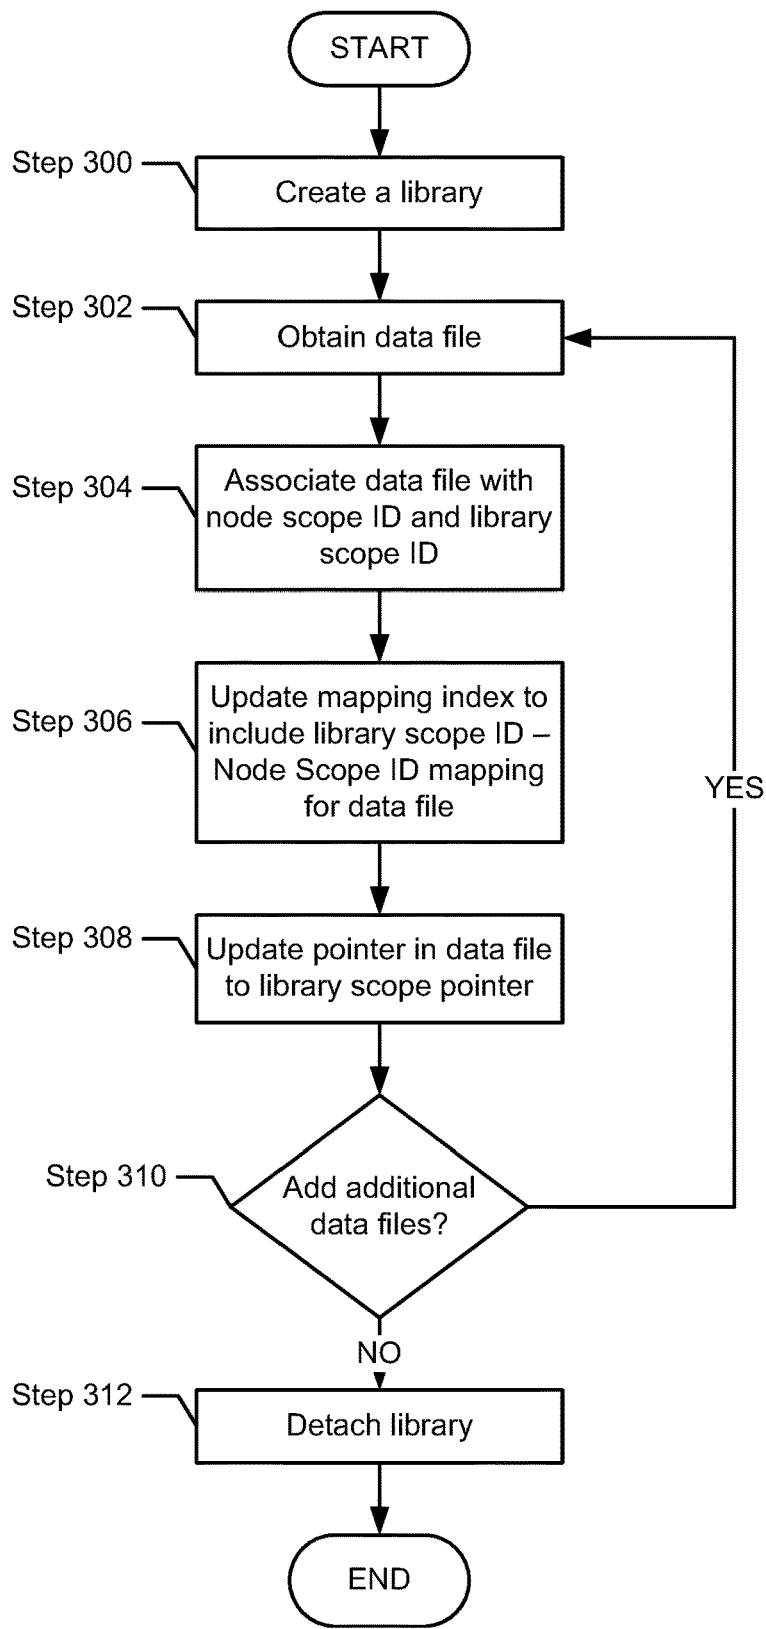 START
Step 300
Create a library
Step 302
Obtain data file
Step 304
Associate data file with
node scope ID and library
scope ID
Step 306
Update mapping index to
include library scope ID –
Node Scope ID mapping
for data file
YES
Step 308
Update pointer in data file
to library scope pointer
Step 310
Add additional
data files?
NO
Step 312
Detach library
END